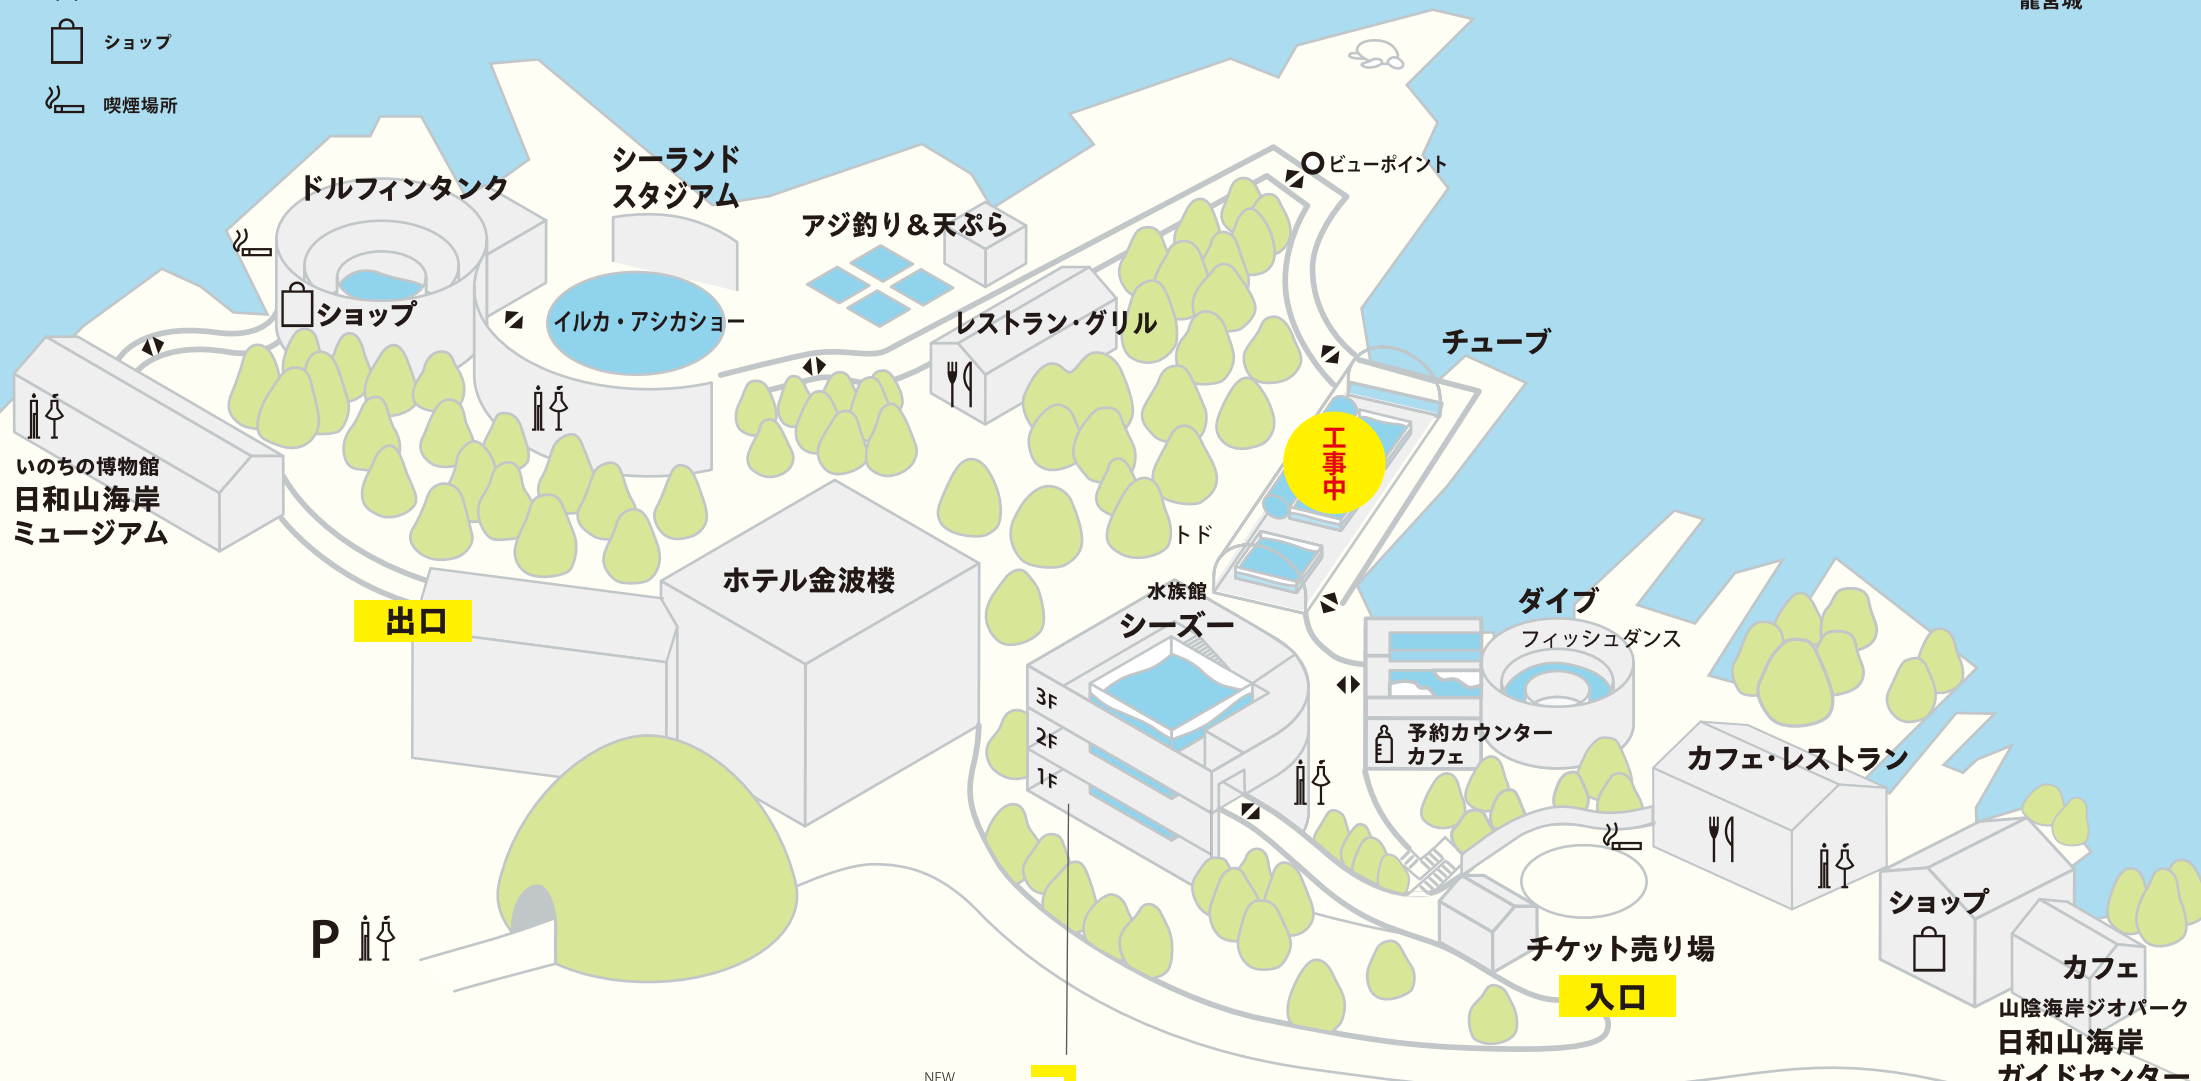 龍宮城
ショップ
喫煙場所
シーランド
スタジアム
ビューポイント
ドルフィンタンク
アジ釣り＆天ぷら
ショップ
イルカ・アシカショー
レストラン・グリル
チューブ
工事中
いのちの博物館
日和山海岸
ミュージアム
トド
ホテル金波楼
水族館
シーズー
出口
ダイブ
フィッシュダンス
3F
2F
1F
予約カウンター
カフェ
カフェ・レストラン
ショップ
P
チケット売り場
入口
カフェ
山陰海岸ジオパーク
日和山海岸
ガイドセンター
NEW